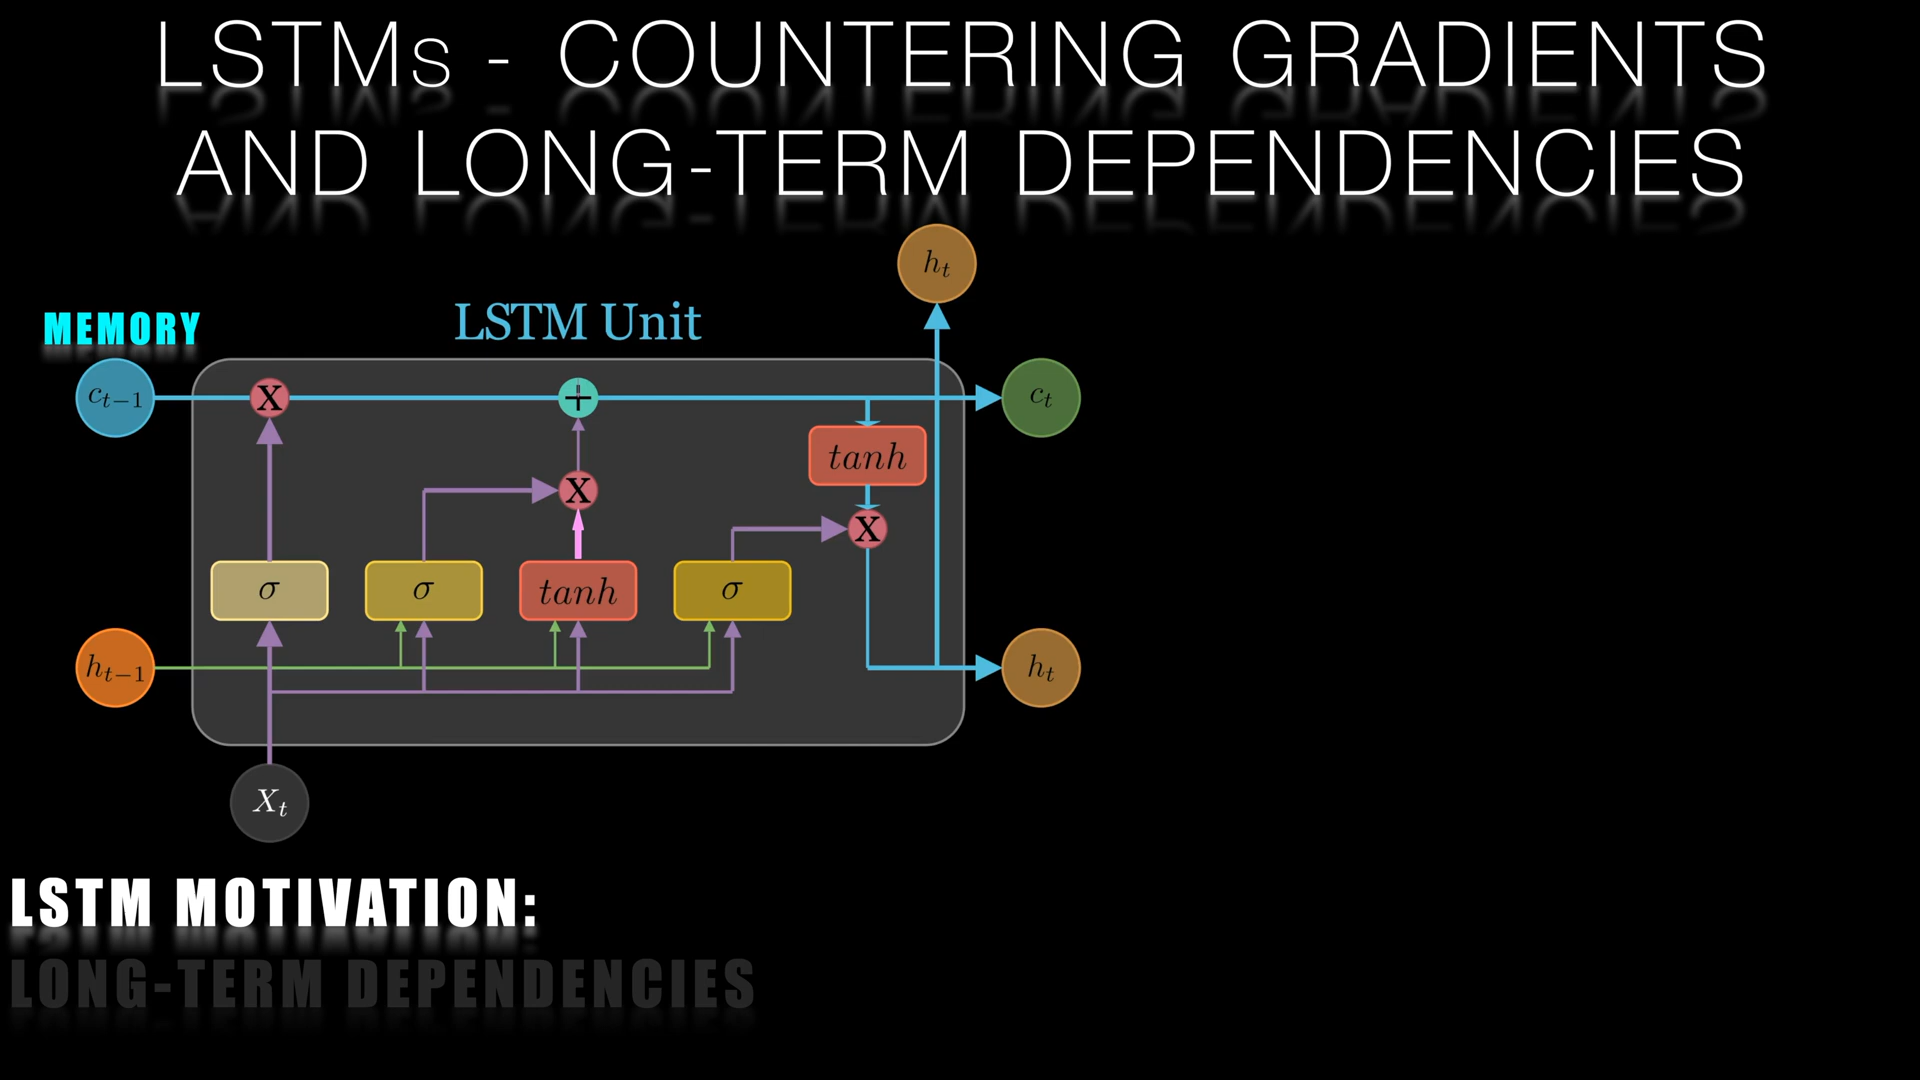 LSTMs - COUNTERING GRADIENTS
AND LONG-TERM DEPENDENCIES
h_t
MEMORY
LSTM Unit
c_{t-1}
X
+
c_t
tanh
X
X
σ
σ
tanh
σ
h_{t-1}
h_t
X_t
LSTM MOTIVATION:
LONG-TERM DEPENDENCIES